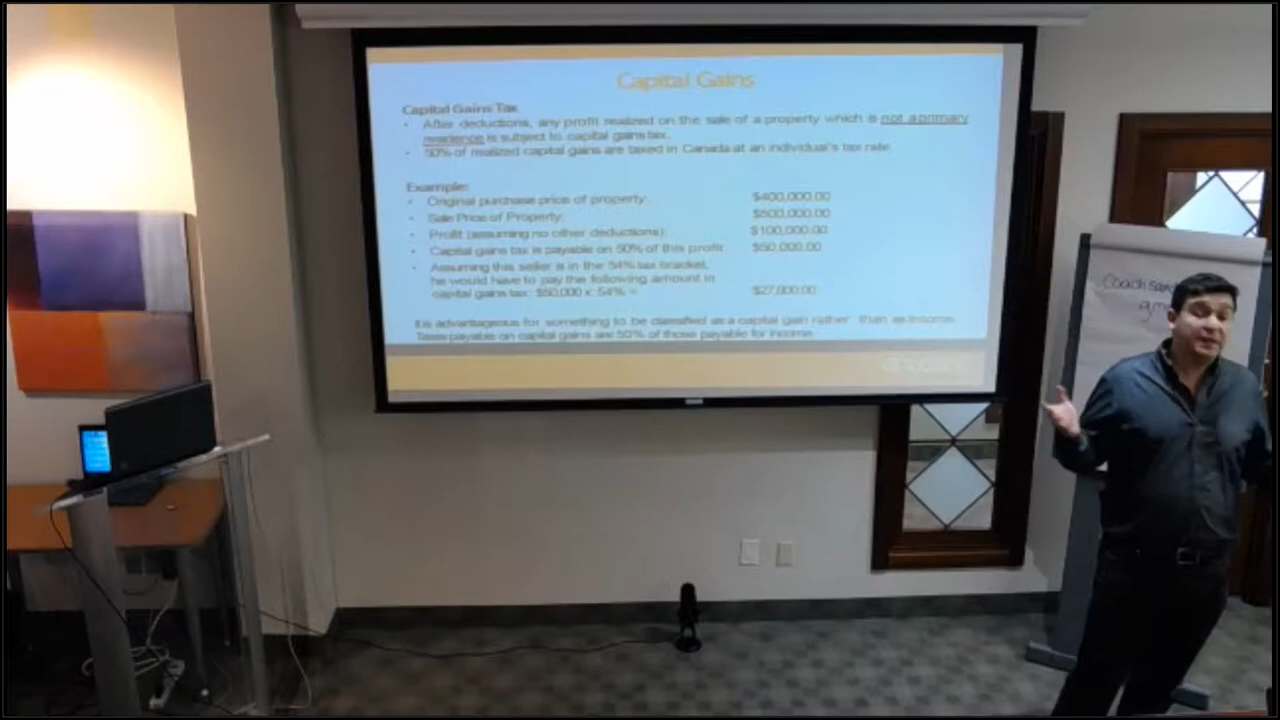 Capital Gains
Capital Gains Tax
• After deductions, any profit realized on the sale of a property which is not a primary
residence is subject to capital gains tax.
• 50% of realized capital gains are taxed in Canada at an individual's tax rate.
Example:
• Original purchase price of property: $400,000.00
• Sale Price of Property: $500,000.00
• Profit (assuming no other deductions): $100,000.00
• Capital gains tax is payable on 50% of this profit: $50,000.00
• Assuming this seller is in the 54% tax bracket,
he would have to pay the following amount in
capital gains tax: $50,000 x .54% = $27,000.00
It is advantageous for something to be classified as a capital gain rather than as income.
Taxes payable on capital gains are 50% of those payable for income.
Coach